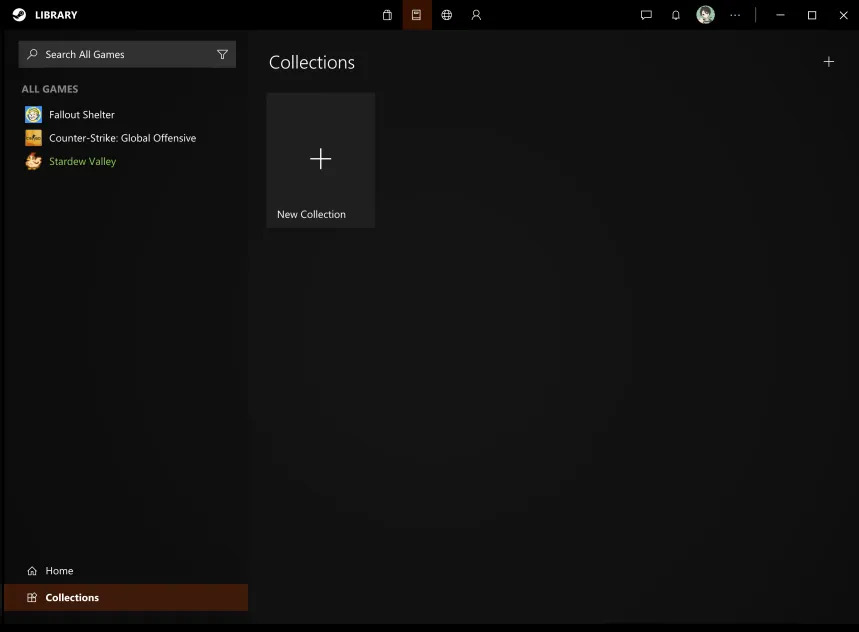 LIBRARY
Search All Games
Collections
ALL GAMES
Fallout Shelter
Counter-Strike: Global Offensive
Stardew Valley
New Collection
Home
Collections